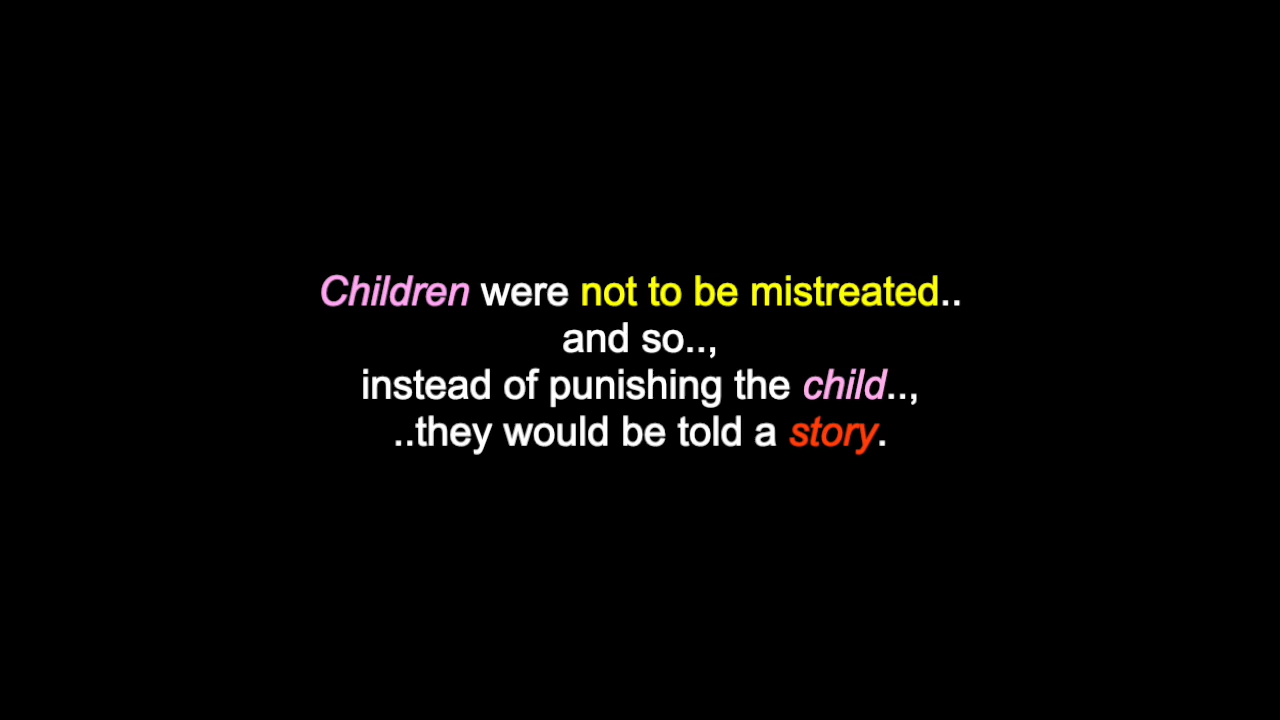 Children were not to be mistreated..
and so..,
instead of punishing the child..,
..they would be told a story.